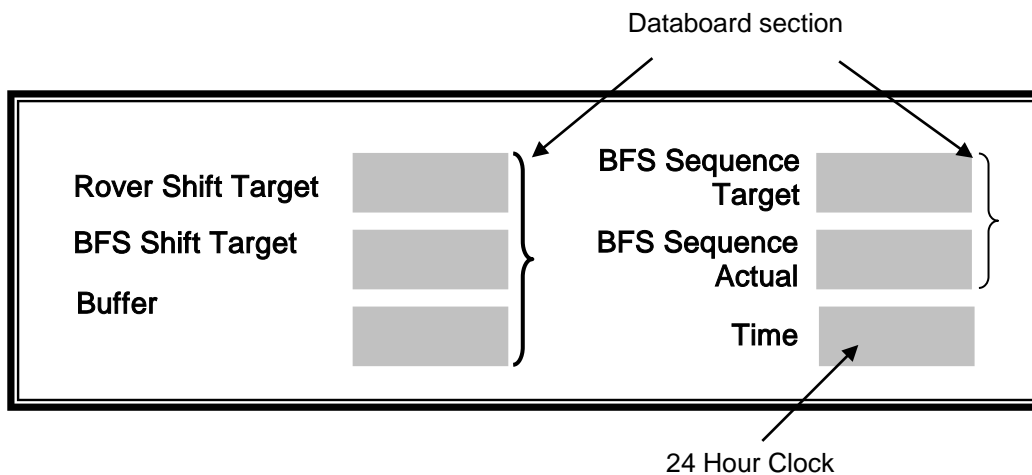 Databoard section
Rover Shift Target
BFS Shift Target
Buffer
BFS Sequence
Target
BFS Sequence
Actual
Time
24 Hour Clock